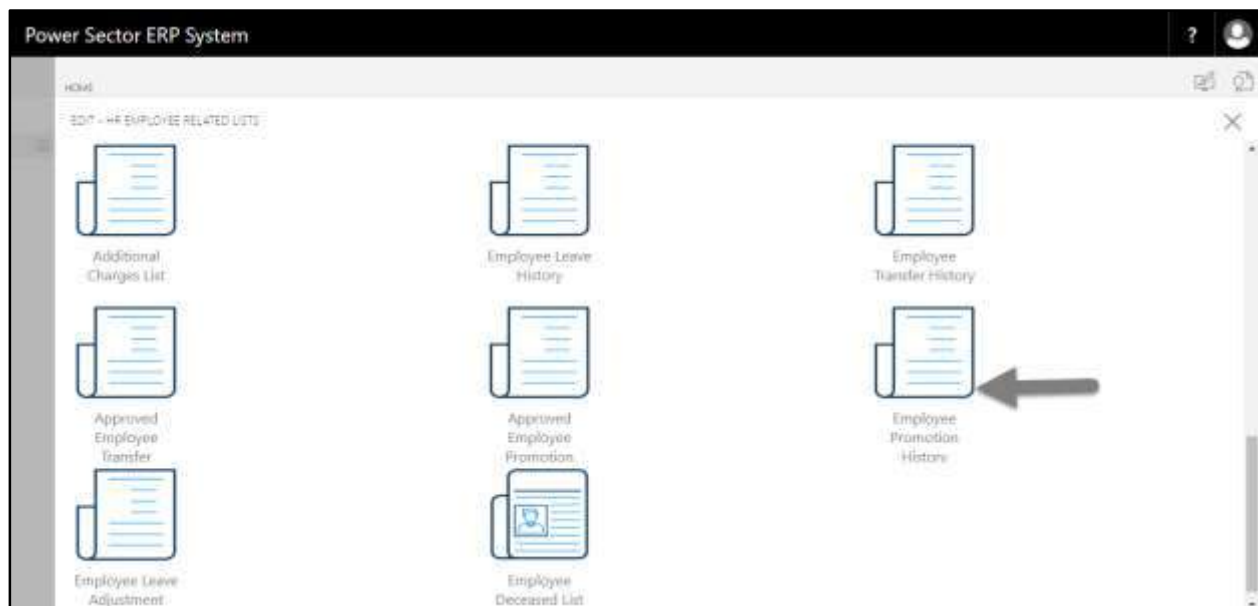 Power Sector ERP System
?
HOME
EDIT - HR EMPLOYEE RELATED LISTS
Additional
Charges List
Employee Leave
History
Employee
Transfer History
Approved
Employee
Transfer
Approved
Employee
Promotion
Employee
Promotion
History
Employee Leave
Adjustment
Employee
Deceased List